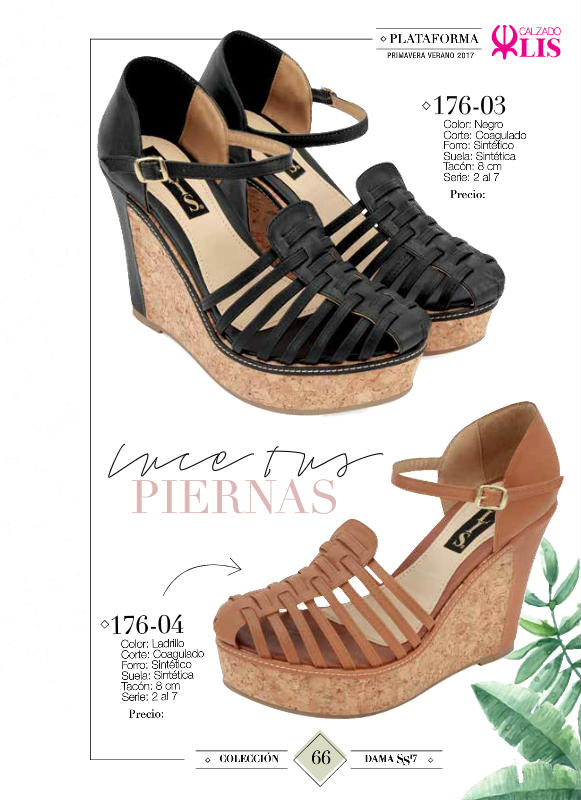 PLATAFORMA
PRIMAVERA VERANO 2017
CALZADO
LIS
176-03
Color: Negro
Corte: Coagulado
Forro: Sintético
Suela: Sintética
Tacón: 8 cm
Serie: 2 al 7
Precio:
luce tus
PIERNAS
176-04
Color: Ladrillo
Corte: Coagulado
Forro: Sintético
Suela: Sintética
Tacón: 8 cm
Serie: 2 al 7
Precio:
COLECCIÓN
66
DAMA SS'17